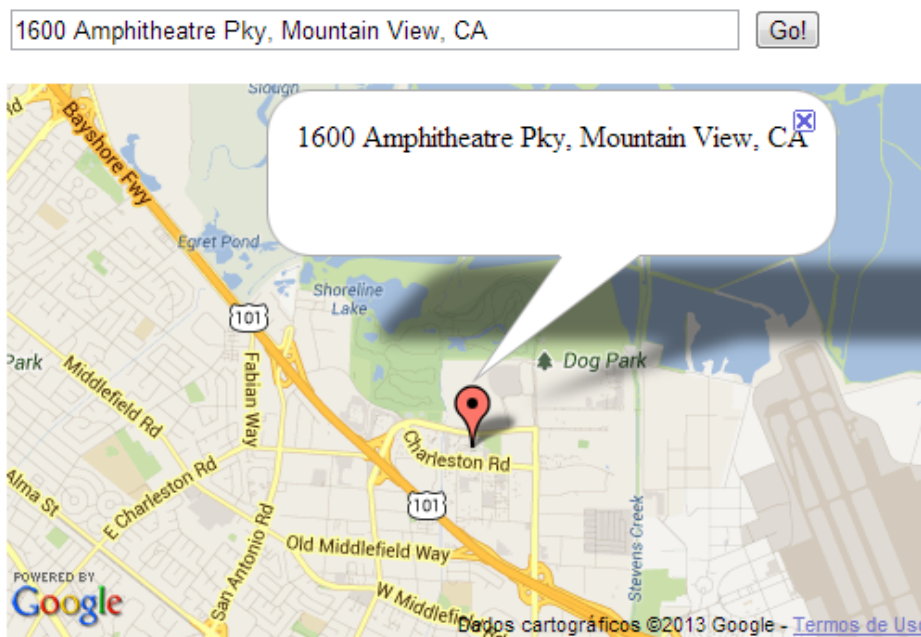 1600 Amphitheatre Pky, Mountain View, CA
Go!
Slough
Bayshore Fwy
1600 Amphitheatre Pky, Mountain View, CA
Egret Pond
Shoreline
Lake
101
Park
Fabian Way
Dog Park
Middlefield Rd
Charleston Rd
Alma St
E Charleston Rd
101
San Antonio Rd
Old Middlefield Way
Stevens Creek
POWERED BY
Google
W Middlefield
Dados cartográficos ©2013 Google - Termos de Us